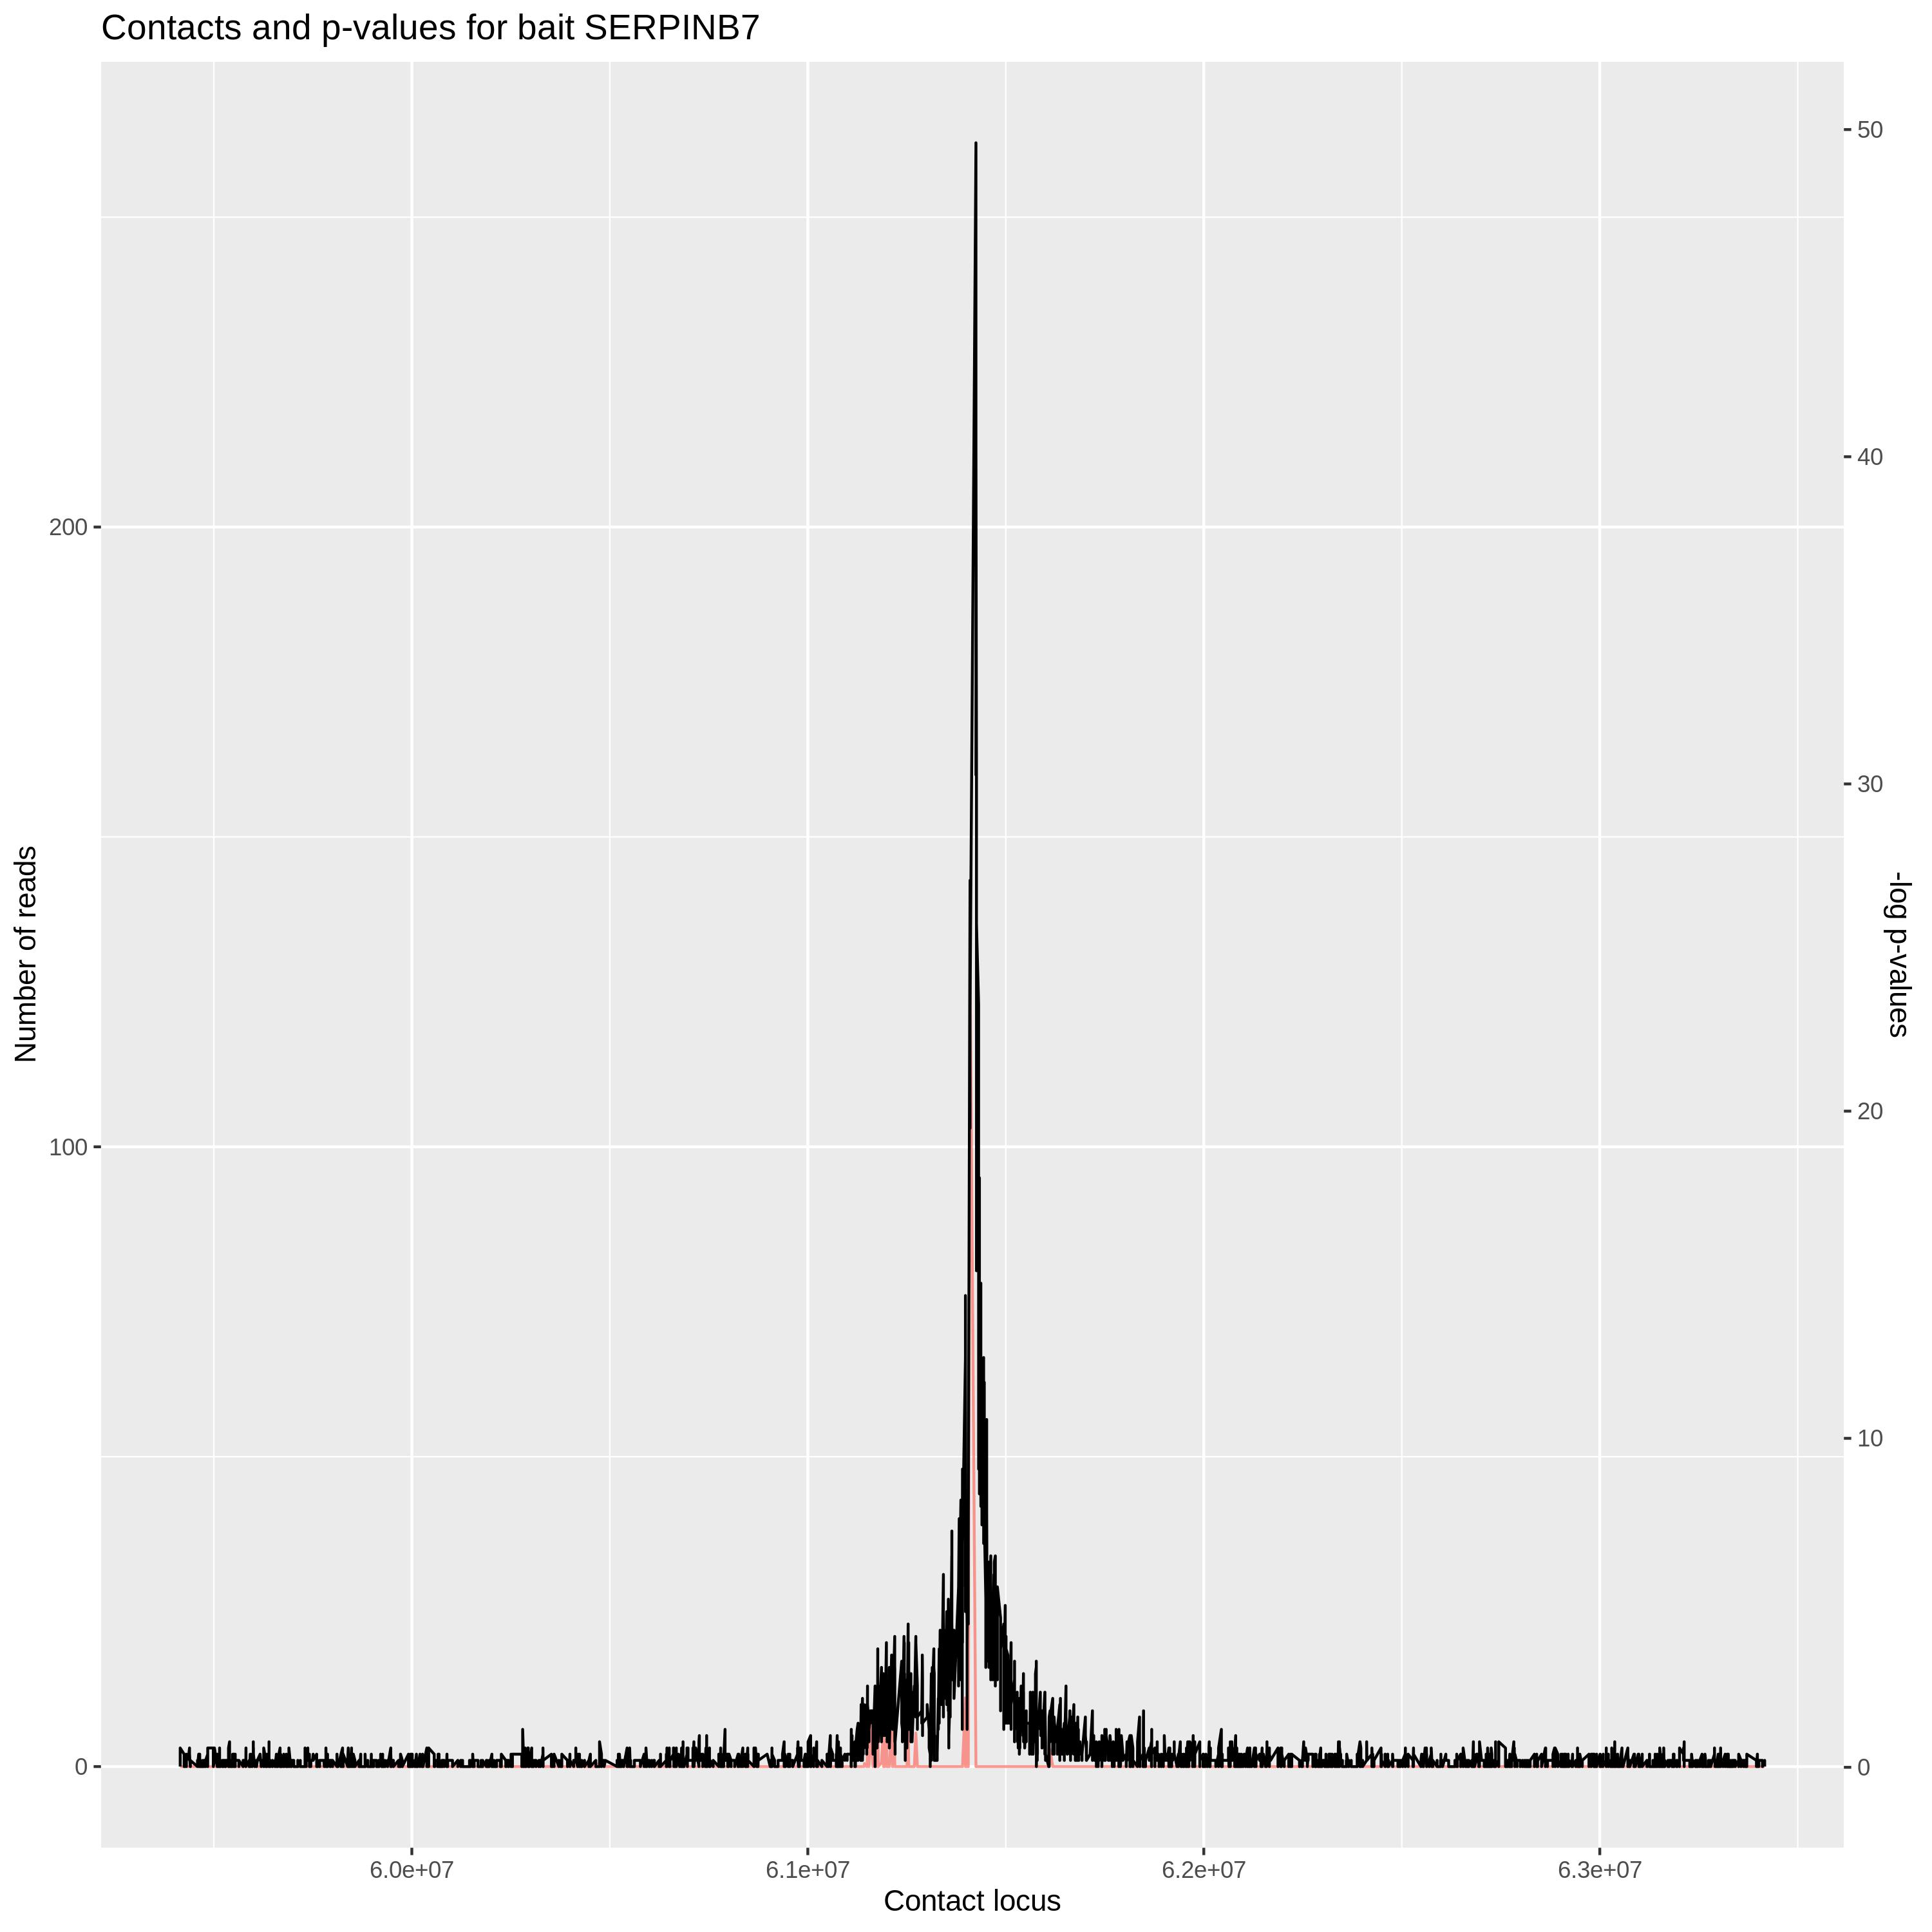 Contacts and p-values for bait SERPINB7
Number of reads
200
100
0
50
40
30
20
10
0
-log p-values
6.0e+07 6.1e+07 6.2e+07 6.3e+07
Contact locus